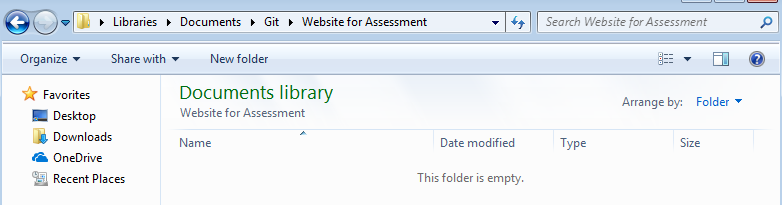 Libraries Documents Git Website for Assessment Search Website for Assessment
Organize Share with New folder
Favorites
Desktop
Downloads
OneDrive
Recent Places
Documents library
Website for Assessment
Arrange by: Folder
Name Date modified Type Size
This folder is empty.